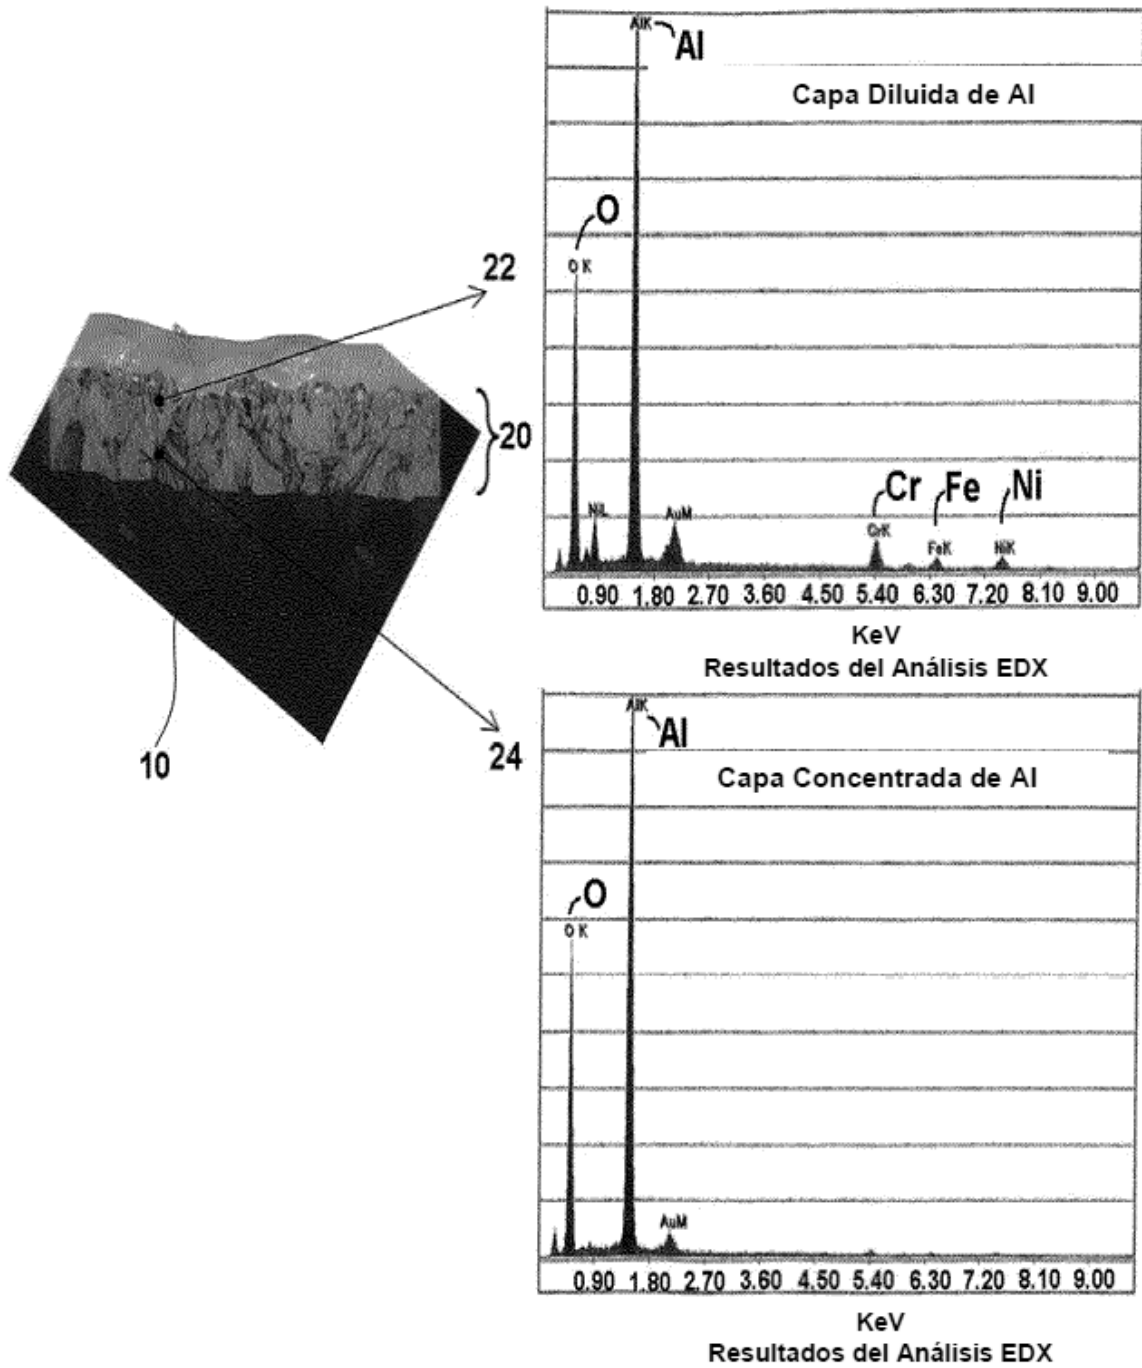 AlK
Al
Capa Diluida de Al
O
O K
NiL
AuM
Cr
Fe
Ni
CrK
FeK
NiK
0.90 1.80 2.70 3.60 4.50 5.40 6.30 7.20 8.10 9.00
KeV
Resultados del Análisis EDX
22
20
10
24
AlK
Al
Capa Concentrada de Al
O
O K
AuM
0.90 1.80 2.70 3.60 4.50 5.40 6.30 7.20 8.10 9.00
KeV
Resultados del Análisis EDX